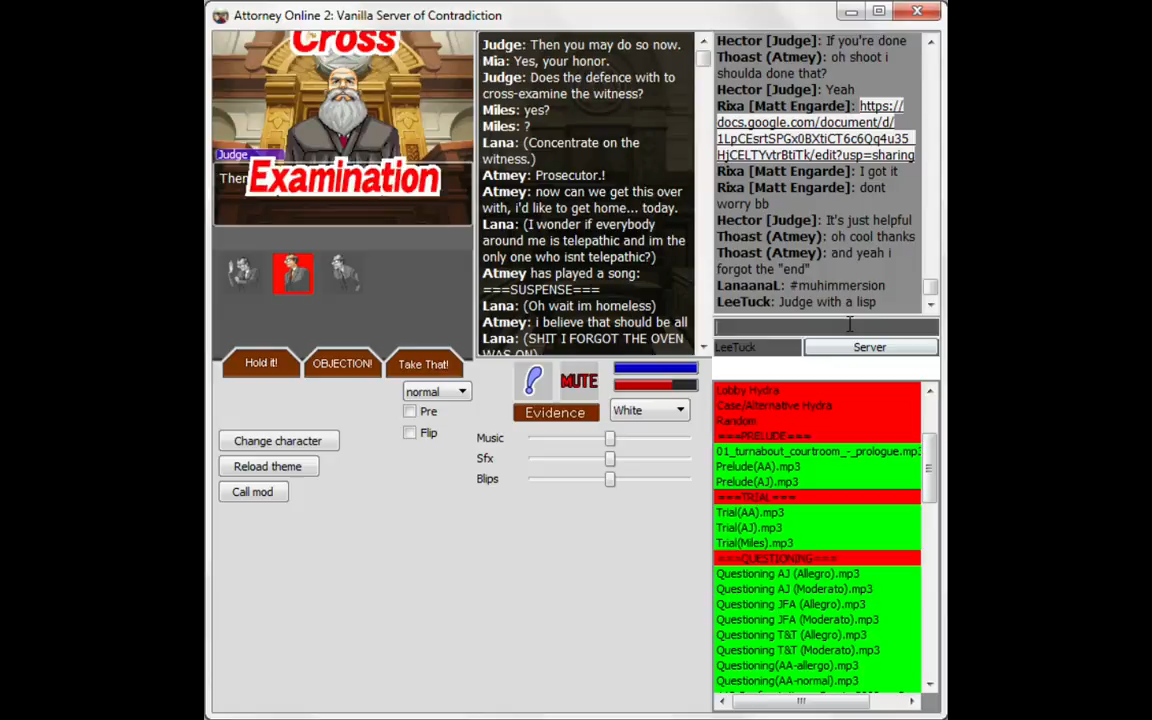 Attorney Online 2: Vanilla Server of Contradiction
Cross
Examination
Judge
Then
Judge: Then you may do so now.
Mia: Yes, your honor.
Judge: Does the defence with to
cross-examine the witness?
Miles: yes?
Miles: ?
Lana: (Concentrate on the
witness.)
Atmey: Prosecutor.!
Atmey: now can we get this over
with, i'd like to get home... today.
Lana: (I wonder if everybody
around me is telepathic and im the
only one who isnt telepathic?)
Atmey has played a song:
===SUSPENSE===
Lana: (Oh wait im homeless)
Atmey: i believe that should be all
Lana: (SHIT I FORGOT THE OVEN
WAS ON)
Hector [Judge]: If you're done
Thoast (Atmey): oh shoot i
shoulda done that?
Hector [Judge]: Yeah
Rixa [Matt Engarde]: https://
docs.google.com/document/d/
1LpCEsrtSPGx0BXtiCT6c6Qq4u35
HjCELTYvtrBtiTk/edit?usp=sharing
Rixa [Matt Engarde]: I got it
Rixa [Matt Engarde]: dont
worry bb
Hector [Judge]: It's just helpful
Thoast (Atmey): oh cool thanks
Thoast (Atmey): and yeah i
forgot the "end"
LanaanaL: #muhimmersion
LeeTuck: Judge with a lisp
LeeTuck
Server
Hold it!
OBJECTION!
Take That!
normal
Pre
Flip
MUTE
Evidence
White
Music
Sfx
Blips
Change character
Reload theme
Call mod
Lobby Hydra
Case/Alternative Hydra
Random
===PRELUDE===
01_turnabout_courtroom_-_prologue.mp3
Prelude(AA).mp3
Prelude(AJ).mp3
===TRIAL===
Trial(AA).mp3
Trial(AJ).mp3
Trial(Miles).mp3
===QUESTIONING===
Questioning AJ (Allegro).mp3
Questioning AJ (Moderato).mp3
Questioning JFA (Allegro).mp3
Questioning JFA (Moderato).mp3
Questioning T&T (Allegro).mp3
Questioning T&T (Moderato).mp3
Questioning(AA-allergo).mp3
Questioning(AA-normal).mp3